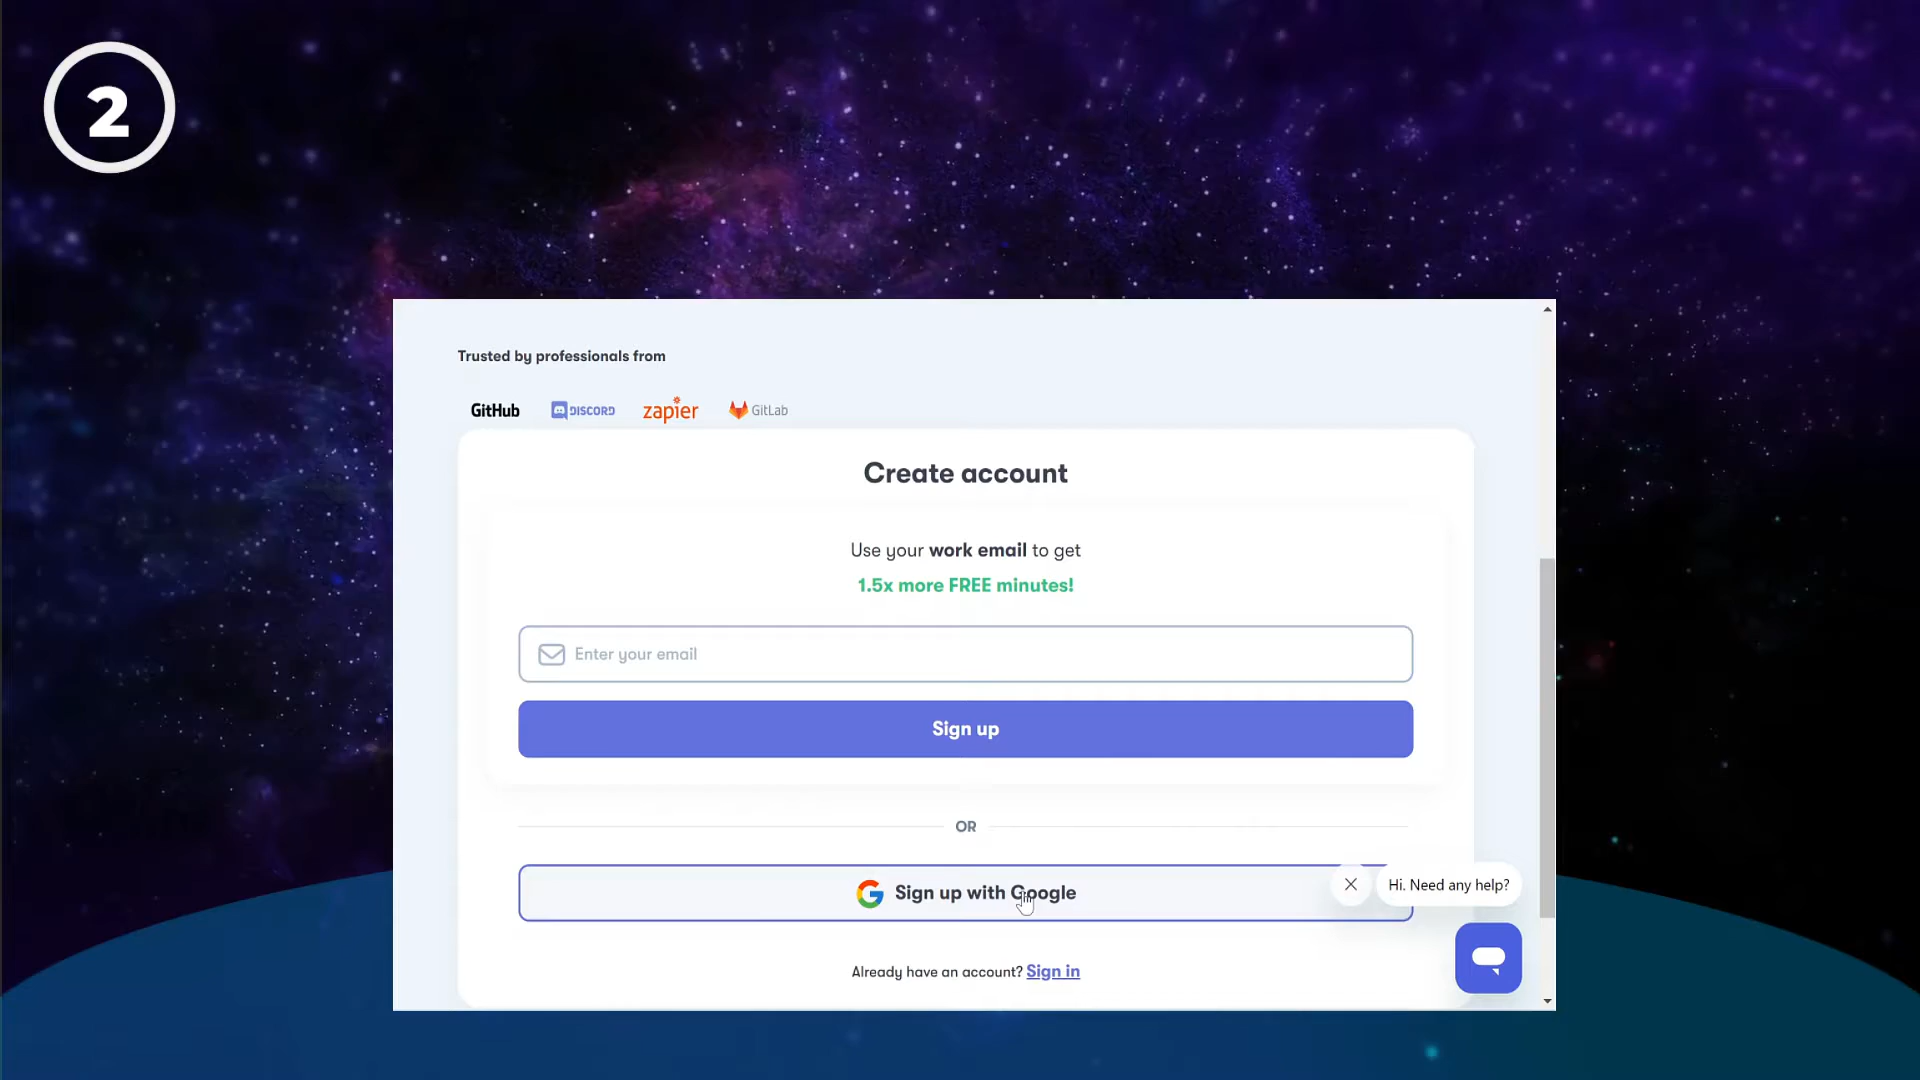 2
Trusted by professionals from
GitHub DISCORD zapier GitLab
Create account
Use your work email to get
1.5x more FREE minutes!
Enter your email
Sign up
OR
Sign up with Google
Hi. Need any help?
Already have an account? Sign in